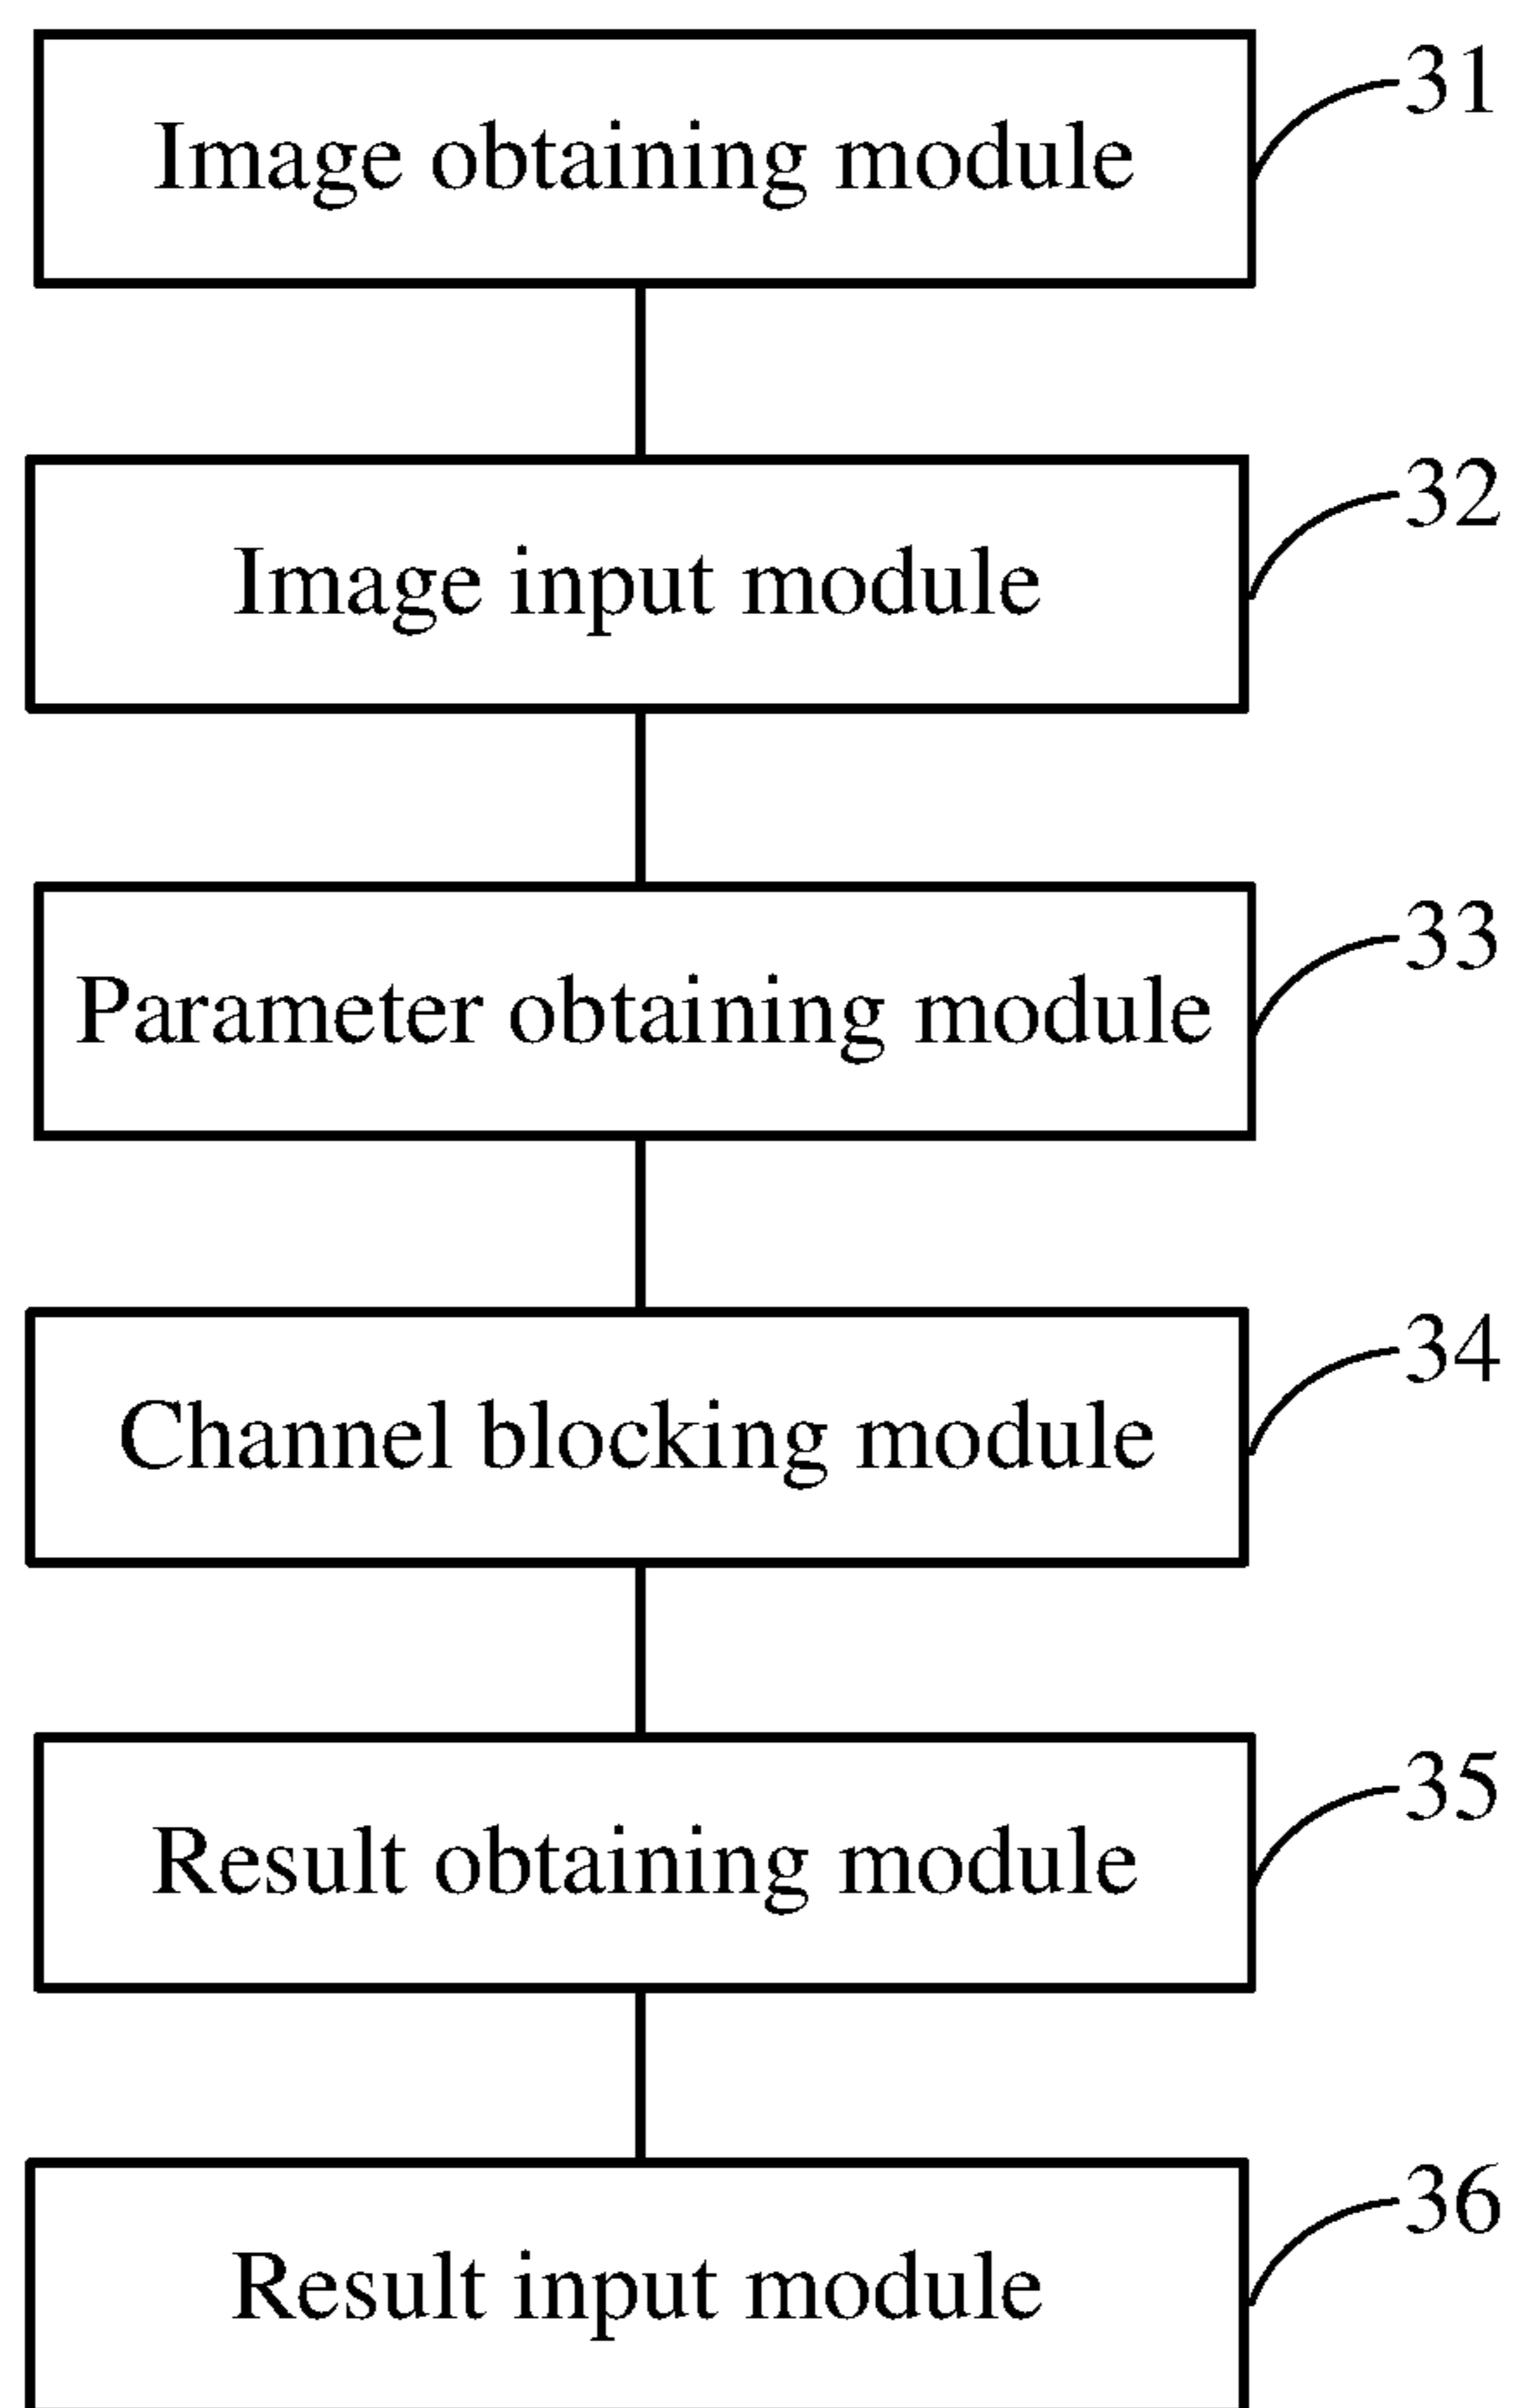 31
Image obtaining module
32
Image input module
33
Parameter obtaining module
34
Channel blocking module
35
Result obtaining module
36
Result input module